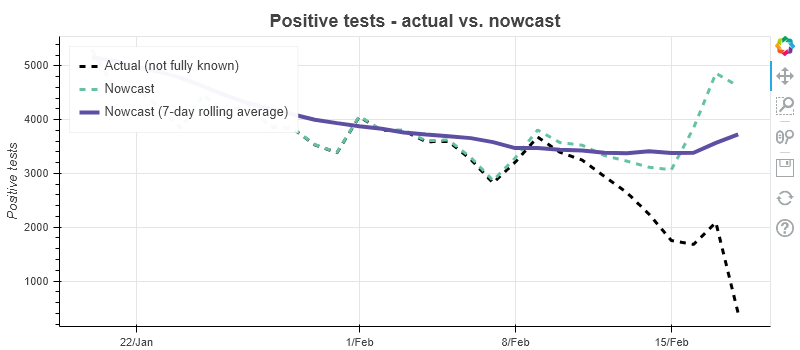 Positive tests - actual vs. nowcast
Actual (not fully known)
Nowcast
Nowcast (7-day rolling average)
Positive tests
5000
4000
3000
2000
1000
22/Jan
1/Feb
8/Feb
15/Feb